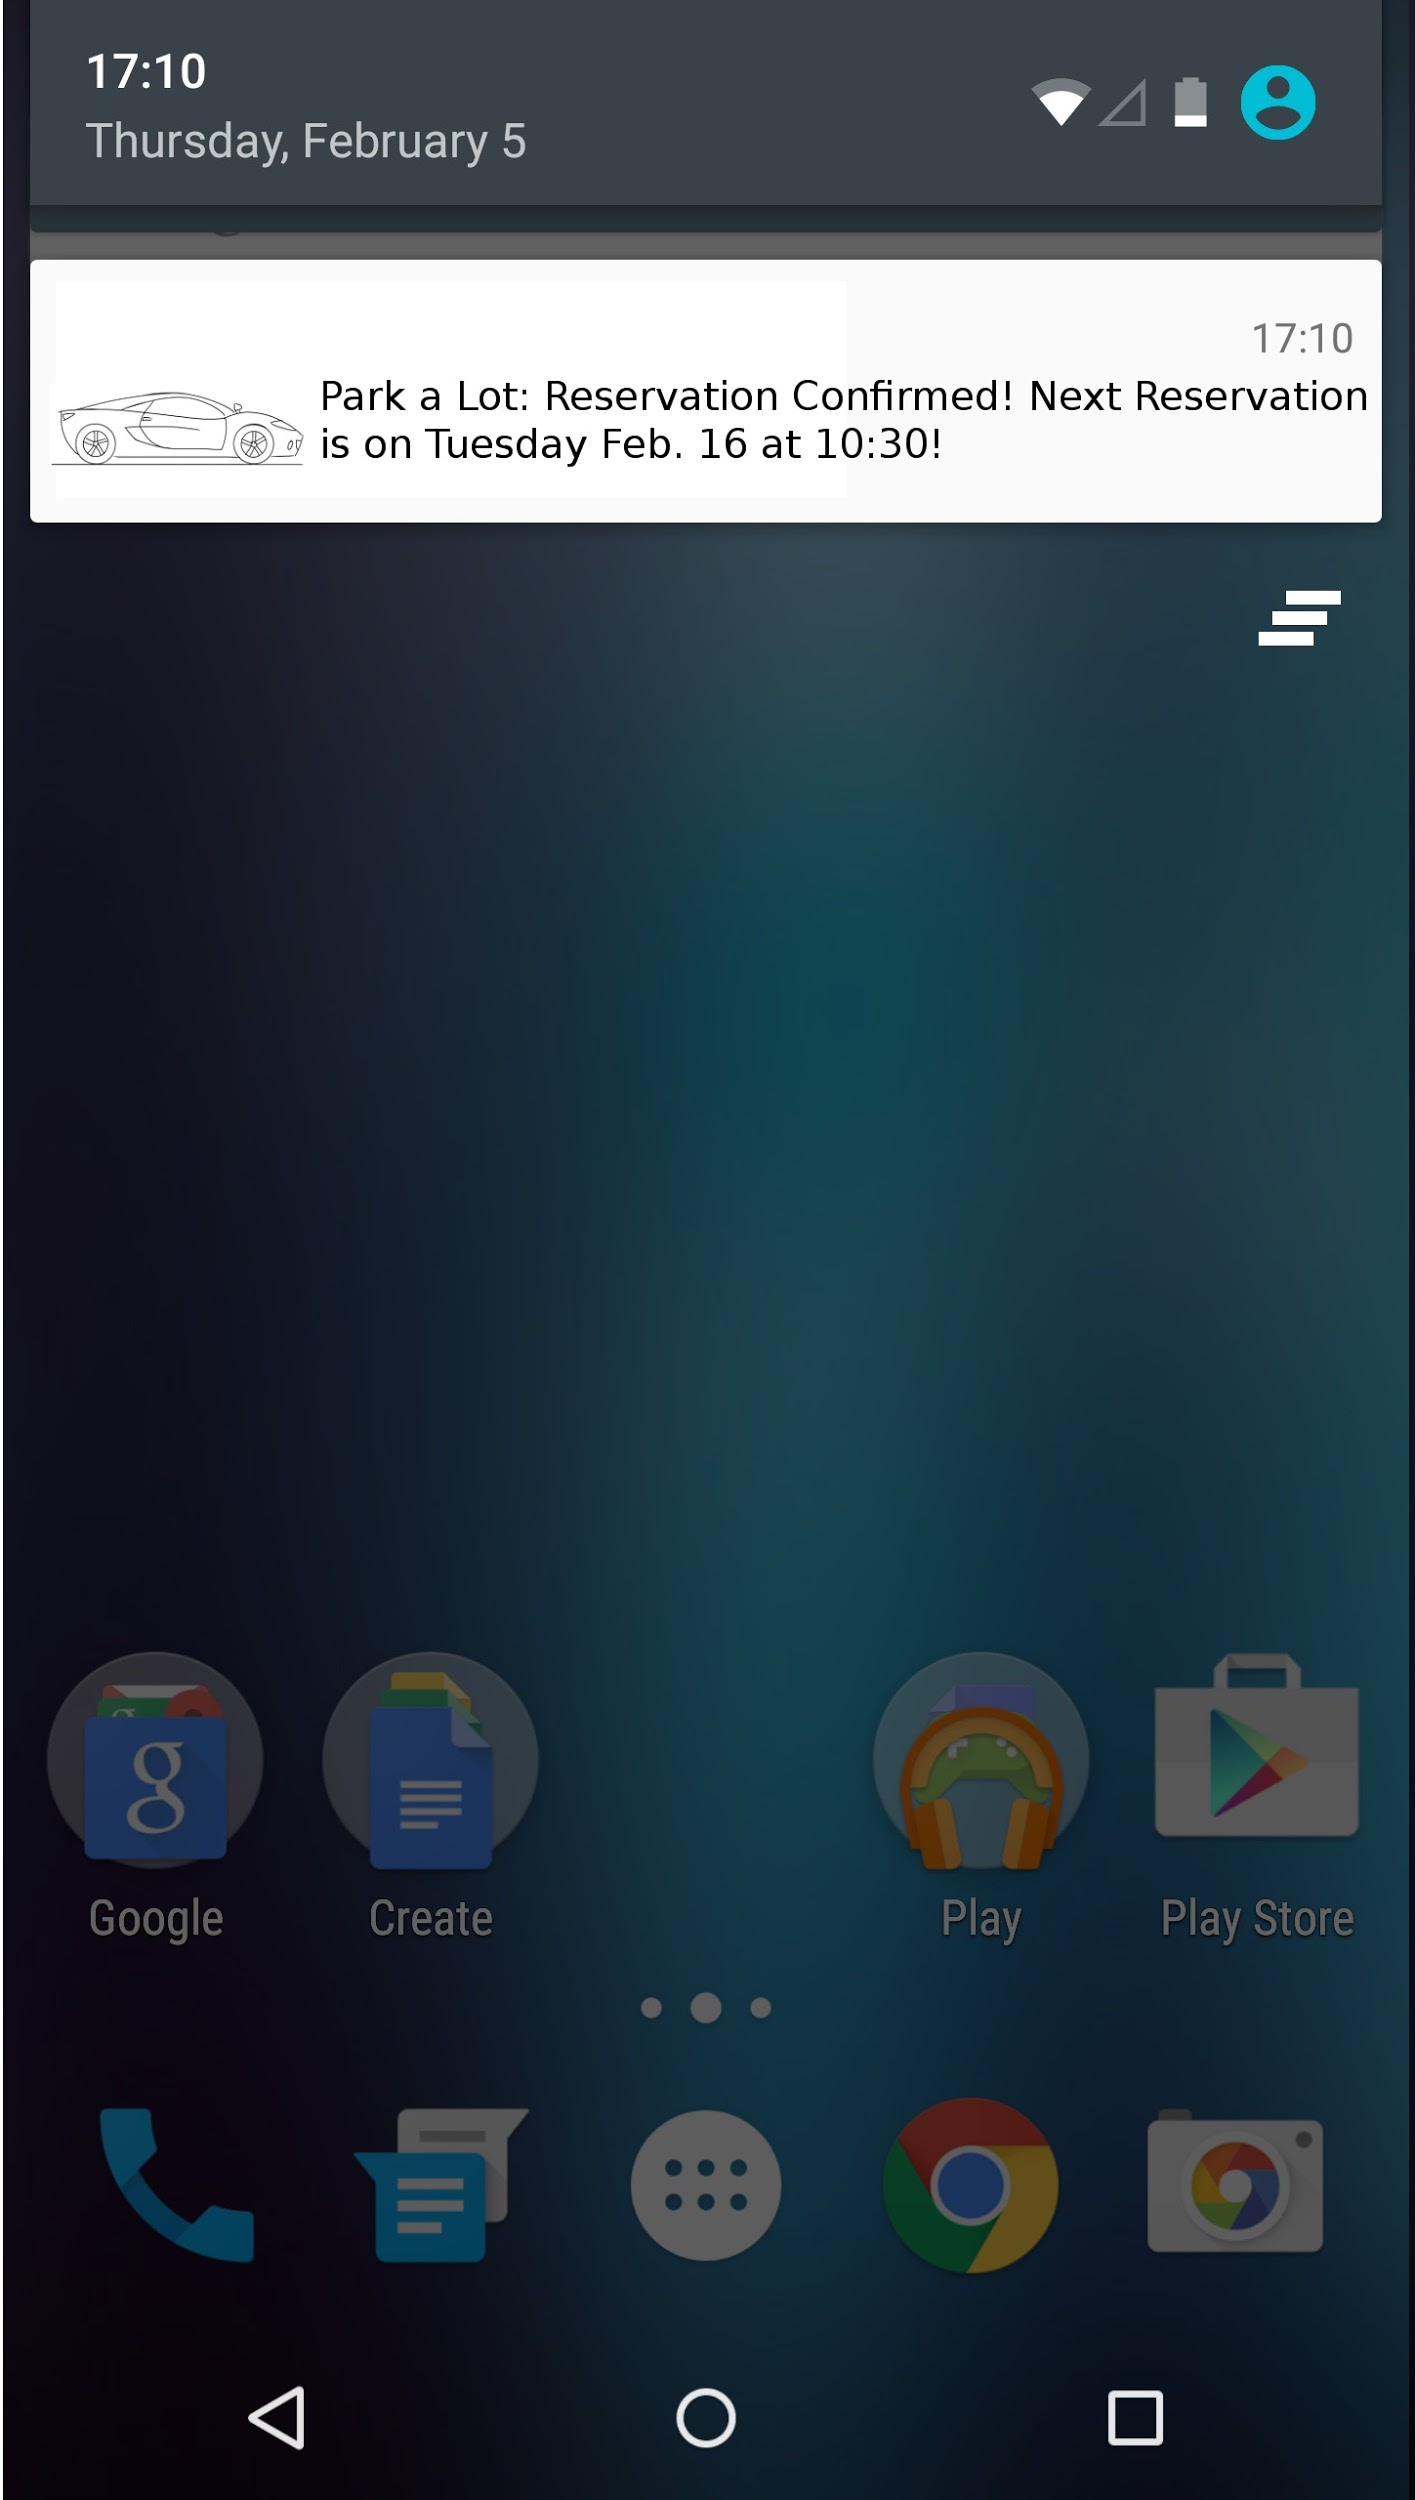 17:10
Thursday, February 5
17:10
Park a Lot: Reservation Confirmed! Next Reservation
is on Tuesday Feb. 16 at 10:30!
g
g
Google
Create
Play
Play Store